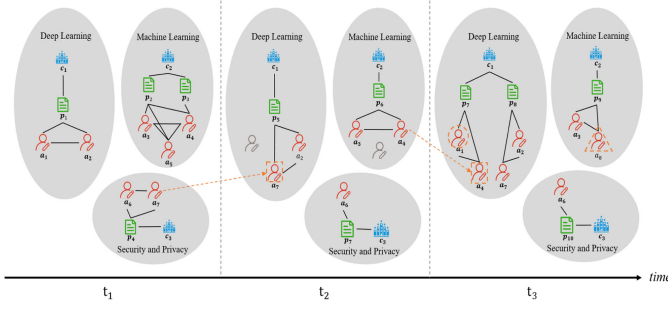 Deep Learning
c₁
p₁
a₁ a₂
Machine Learning
c₂
p₂ p₃
a₃ a₄
a₅
a₆ a₇
p₄ c₃
Security and Privacy
Deep Learning
c₁
p₅
a₂
a₇
Machine Learning
c₂
p₆
a₃ a₄
a₆
p₇ c₃
Security and Privacy
Deep Learning
c₁
p₇ p₈
a₁ a₂
a₄ a₇
Machine Learning
c₂
p₉
a₃
a₈
a₆
p₁₀ c₃
Security and Privacy
t₁ t₂ t₃ time